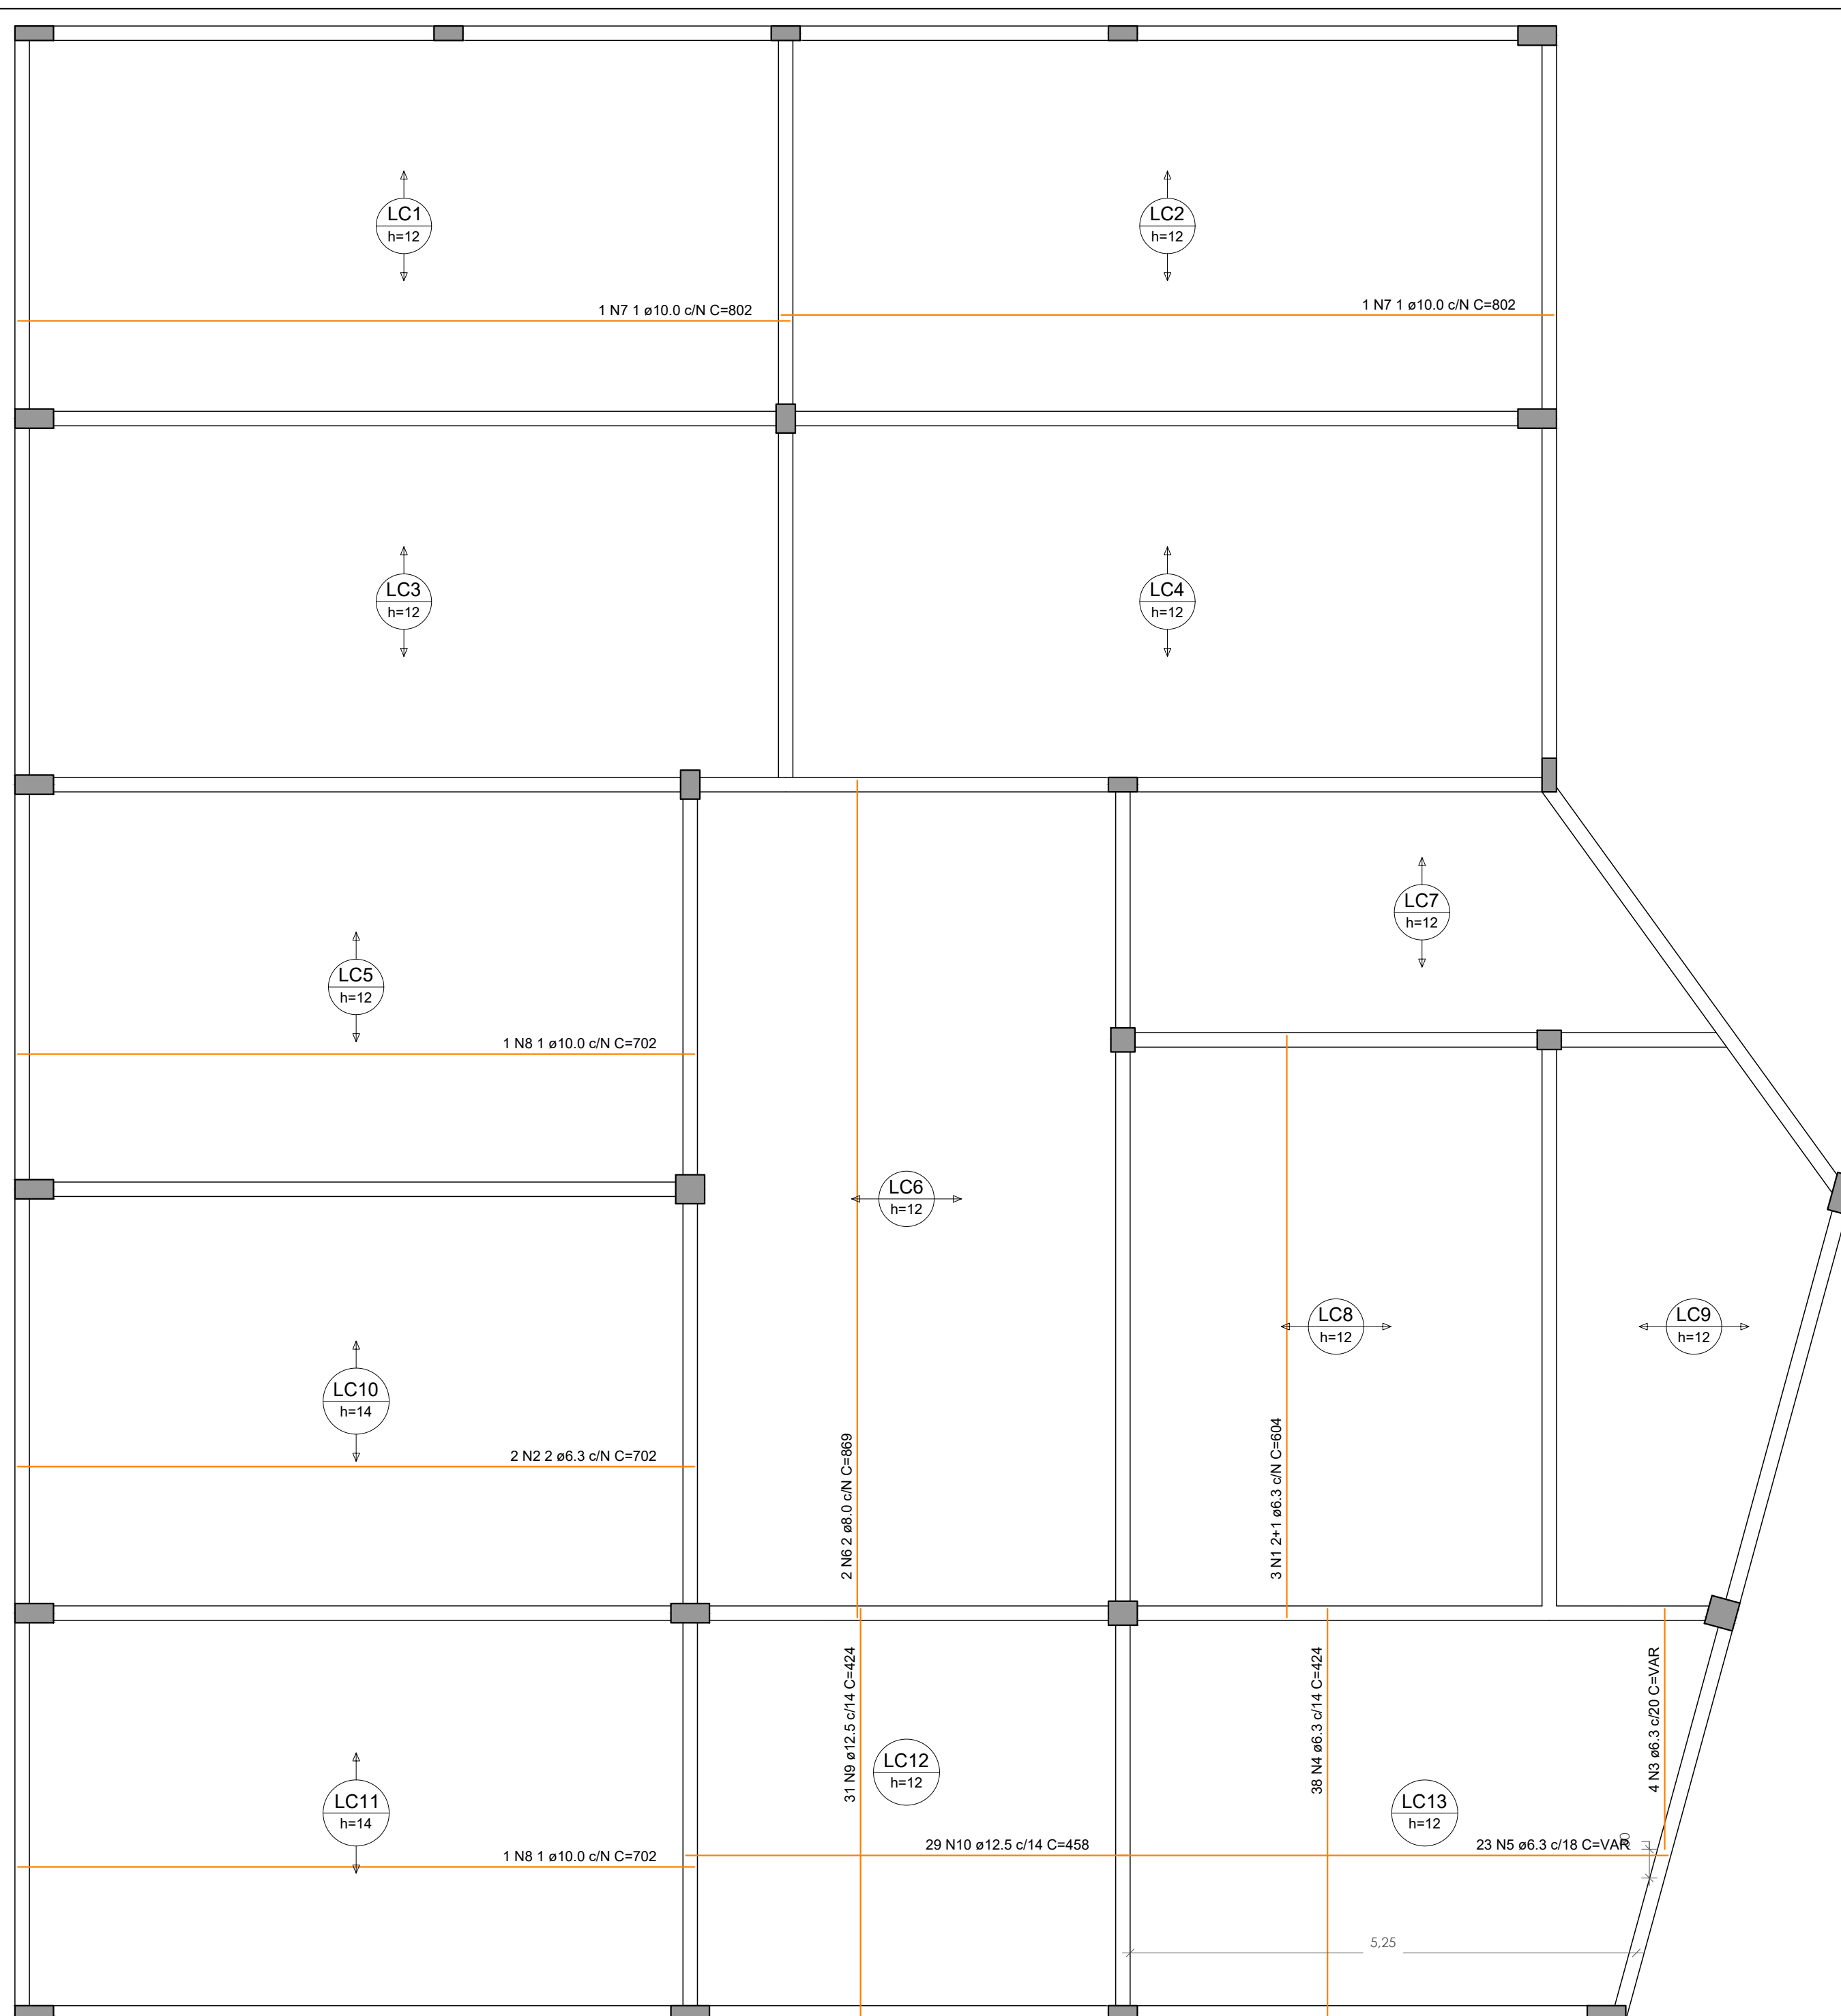 LC1
h=12
LC2
h=12
1 N7 1 ø10.0 c/N C=802
1 N7 1 ø10.0 c/N C=802
LC3
h=12
LC4
h=12
LC7
h=12
LC5
h=12
1 N8 1 ø10.0 c/N C=702
LC6
h=12
LC8
h=12
LC9
h=12
LC10
h=14
2 N2 2 ø6.3 c/N C=702
2 N6 2 ø8.0 c/N C=869
3 N1 2+1 ø6.3 c/N C=604
31 N9 ø12.5 c/14 C=424
38 N4 ø6.3 c/14 C=424
4 N3 ø6.3 c/20 C=VAR
LC12
h=12
LC11
h=14
LC13
h=12
29 N10 ø12.5 c/14 C=458
23 N5 ø6.3 c/18 C=VAR
1 N8 1 ø10.0 c/N C=702
5,25